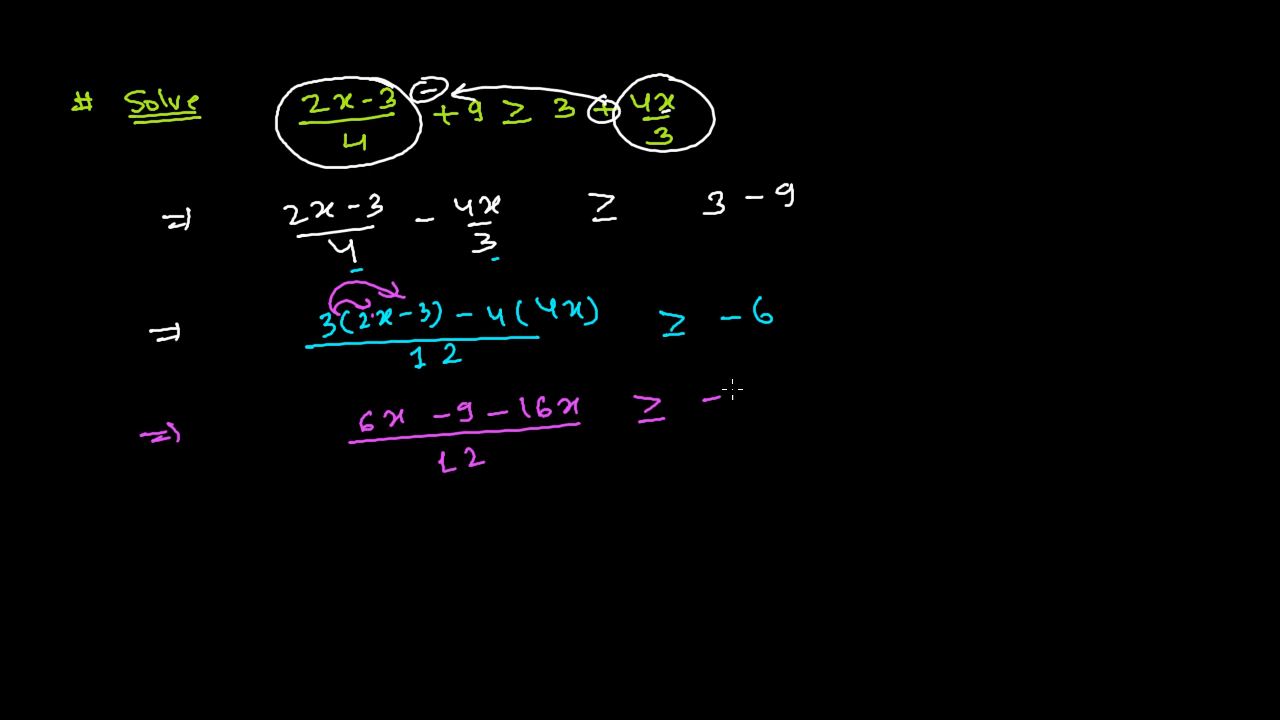 # Solve (2x-3)/4 + 9 ≥ 3 + 4x/3
-
⇒ (2x-3)/4 - 4x/3 ≥ 3 - 9
⇒ (3(2x-3) - 4(4x))/12 ≥ -6
⇒ (6x - 9 - 16x)/12 ≥ -